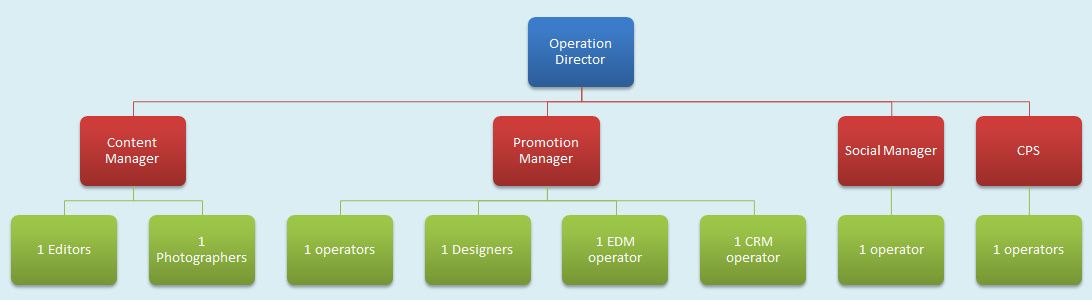 Operation
Director
Content
Manager
Promotion
Manager
Social Manager
CPS
1 Editors
1
Photographers
1 operators
1 Designers
1 EDM
operator
1 CRM
operator
1 operator
1 operators